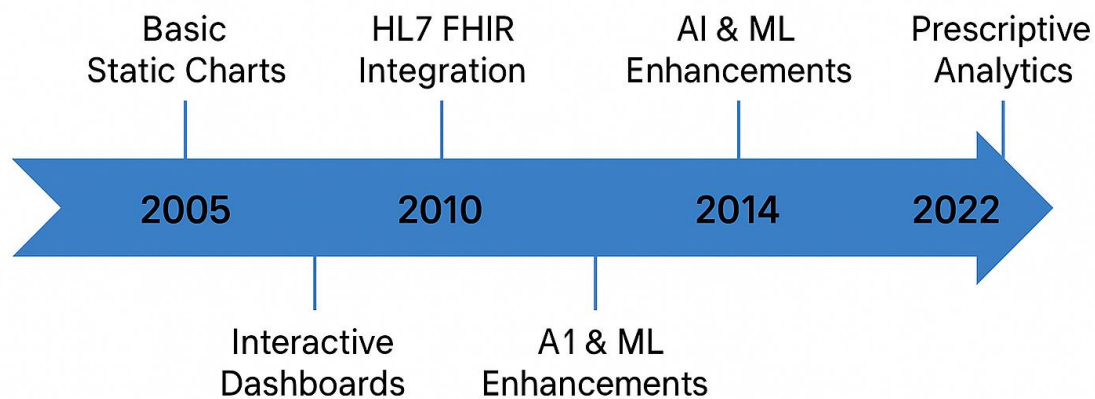 Basic
Static Charts
HL7 FHIR
Integration
AI & ML
Enhancements
Prescriptive
Analytics
2005
2010
2014
2022
Interactive
Dashboards
A1 & ML
Enhancements